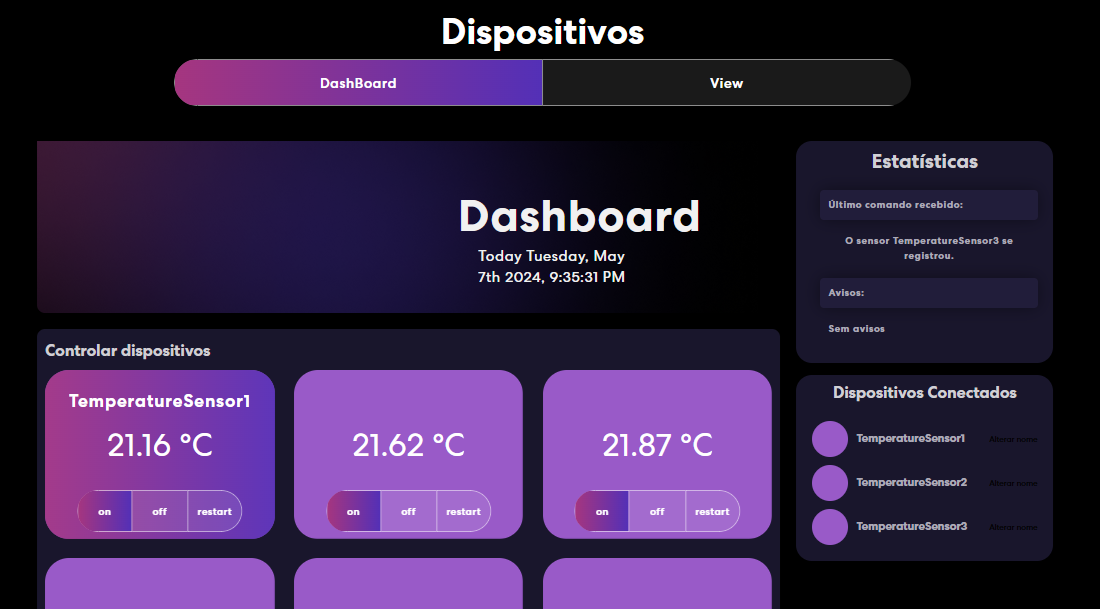 Dispositivos
DashBoard
View
Dashboard
Today Tuesday, May
7th 2024, 9:35:31 PM
Estatísticas
Último comando recebido:
O sensor TemperatureSensor3 se
registrou.
Avisos:
Sem avisos
Controlar dispositivos
TemperatureSensor1
21.16 °C
on off restart
21.62 °C
on off restart
21.87 °C
on off restart
Dispositivos Conectados
TemperatureSensor1 Alterar nome
TemperatureSensor2 Alterar nome
TemperatureSensor3 Alterar nome